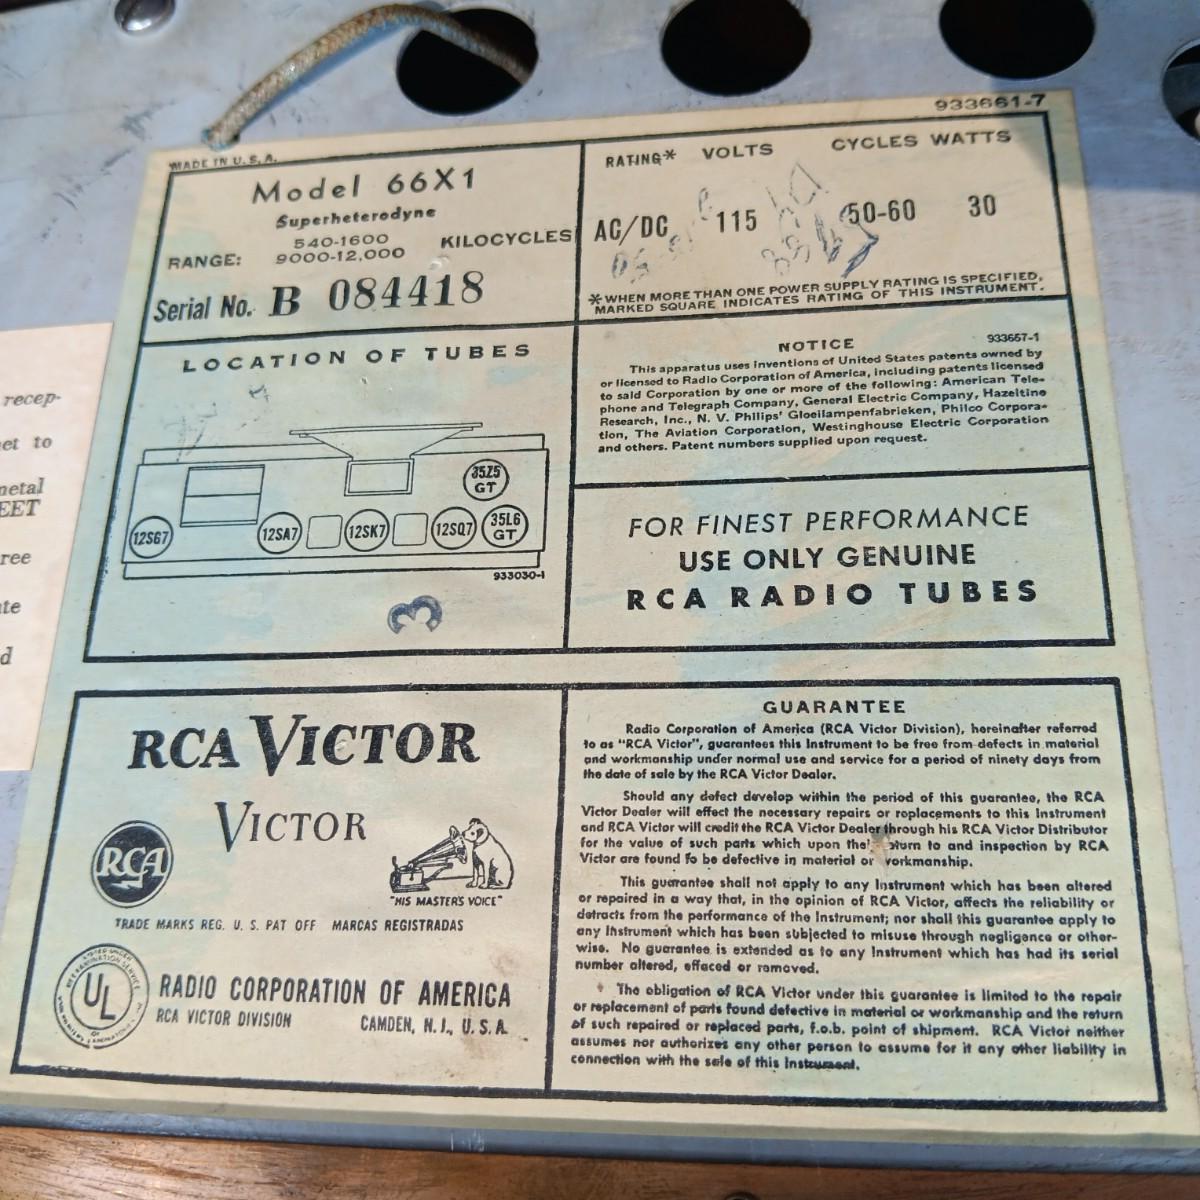 933661-7
MADE IN U.S.A.
Model 66X1
Superheterodyne
RANGE: 540-1600 KILOCYCLES
9000-12,000
Serial No. B 084418
RATING* VOLTS CYCLES WATTS
AC/DC 115 50-60 30
*WHEN MORE THAN ONE POWER SUPPLY RATING IS SPECIFIED,
MARKED SQUARE INDICATES RATING OF THIS INSTRUMENT.
LOCATION OF TUBES
35Z5
GT
12SG7
12SA7
12SK7
12SQ7
35L6
GT
933030-1
3
NOTICE 933657-1
This apparatus uses inventions of United States patents owned by
or licensed to Radio Corporation of America, including patents licensed
to said Corporation by one or more of the following: American Tele-
phone and Telegraph Company, General Electric Company, Hazeltine
Research, Inc., N. V. Philips' Gloeilampenfabrieken, Philco Corpora-
tion, The Aviation Corporation, Westinghouse Electric Corporation
and others. Patent numbers supplied upon request.
FOR FINEST PERFORMANCE
USE ONLY GENUINE
RCA RADIO TUBES
RCA VICTOR
VICTOR
RCA
"HIS MASTER'S VOICE"
TRADE MARKS REG. U. S. PAT OFF MARCAS REGISTRADAS
UL
RADIO CORPORATION OF AMERICA
RCA VICTOR DIVISION CAMDEN, N. J., U. S. A.
GUARANTEE
Radio Corporation of America (RCA Victor Division), hereinafter referred
to as "RCA Victor", guarantees this Instrument to be free from defects in material
and workmanship under normal use and service for a period of ninety days from
the date of sale by the RCA Victor Dealer.
Should any defect develop within the period of this guarantee, the RCA
Victor Dealer will effect the necessary repairs or replacements to this Instrument
and RCA Victor will credit the RCA Victor Dealer through his RCA Victor Distributor
for the value of such parts which upon the return to and inspection by RCA
Victor are found to be defective in material or workmanship.
This guarantee shall not apply to any Instrument which has been altered
or repaired in a way that, in the opinion of RCA Victor, affects the reliability or
detracts from the performance of the Instrument; nor shall this guarantee apply to
any Instrument which has been subjected to misuse through negligence or other-
wise. No guarantee is extended as to any Instrument which has had its serial
number altered, effaced or removed.
The obligation of RCA Victor under this guarantee is limited to the repair
or replacement of parts found defective in material or workmanship and the return
of such repaired or replaced parts, f.o.b. point of shipment. RCA Victor neither
assumes nor authorizes any other person to assume for it any other liability in
connection with the sale of this Instrument.
recep-
et to
metal
EET
ree
te
d